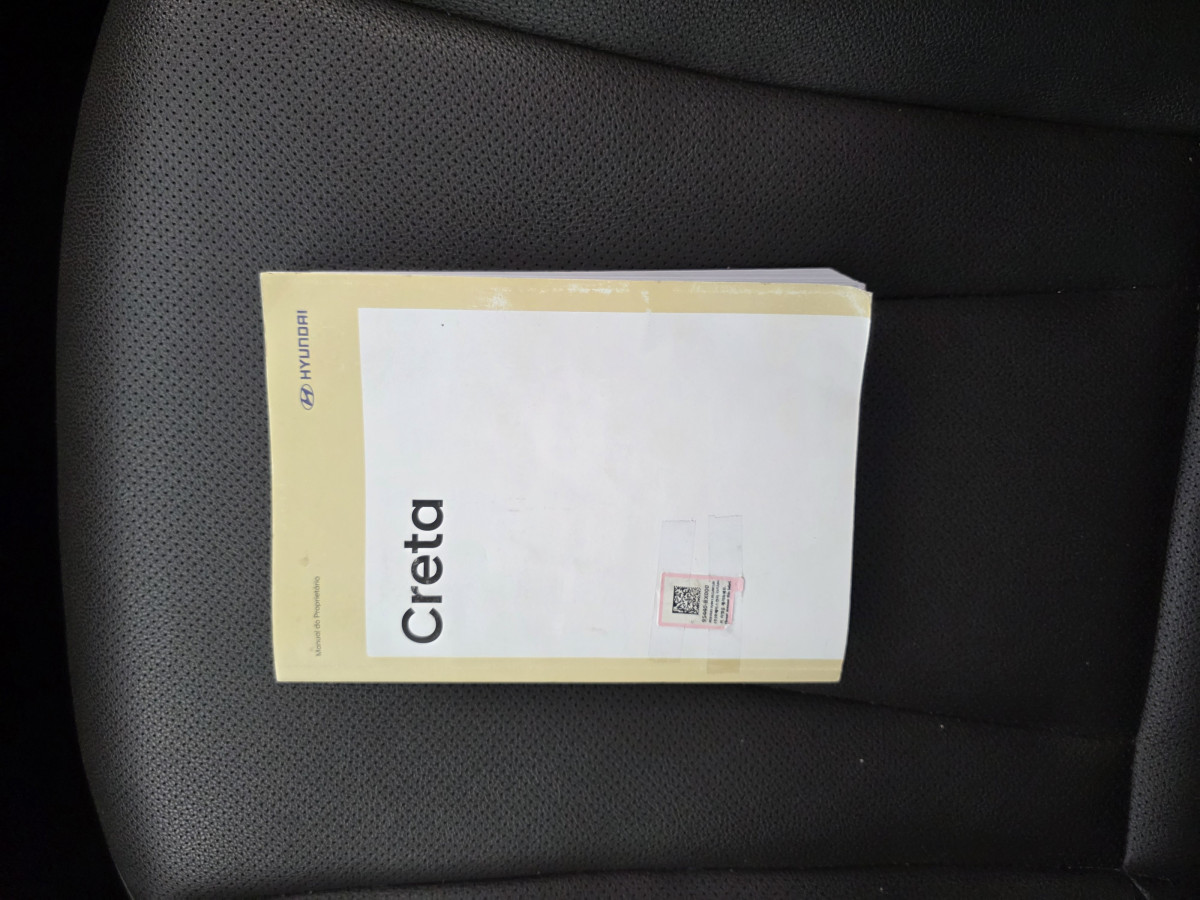 Manual do Proprietário
HYUNDAI
Creta